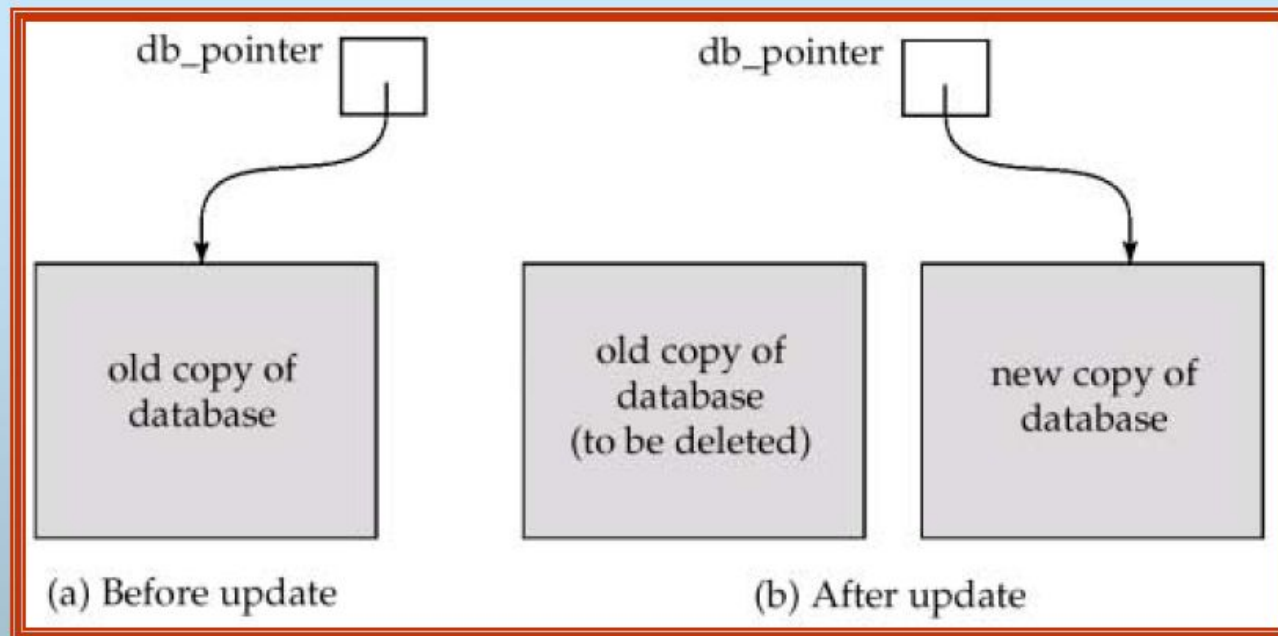 db_pointer
old copy of
database
(a) Before update
db_pointer
old copy of
database
(to be deleted)
new copy of
database
(b) After update